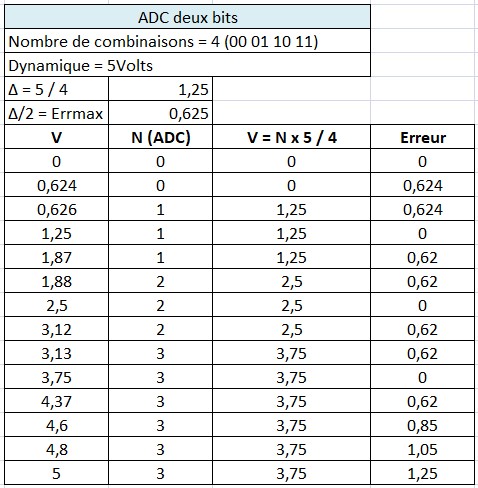 ADC deux bits
Nombre de combinaisons = 4 (00 01 10 11)
Dynamique = 5Volts
Δ = 5 / 4 1,25
Δ/2 = Errmax 0,625
V N (ADC) V = N x 5 / 4 Erreur
0 0 0 0
0,624 0 0 0,624
0,626 1 1,25 0,624
1,25 1 1,25 0
1,87 1 1,25 0,62
1,88 2 2,5 0,62
2,5 2 2,5 0
3,12 2 2,5 0,62
3,13 3 3,75 0,62
3,75 3 3,75 0
4,37 3 3,75 0,62
4,6 3 3,75 0,85
4,8 3 3,75 1,05
5 3 3,75 1,25